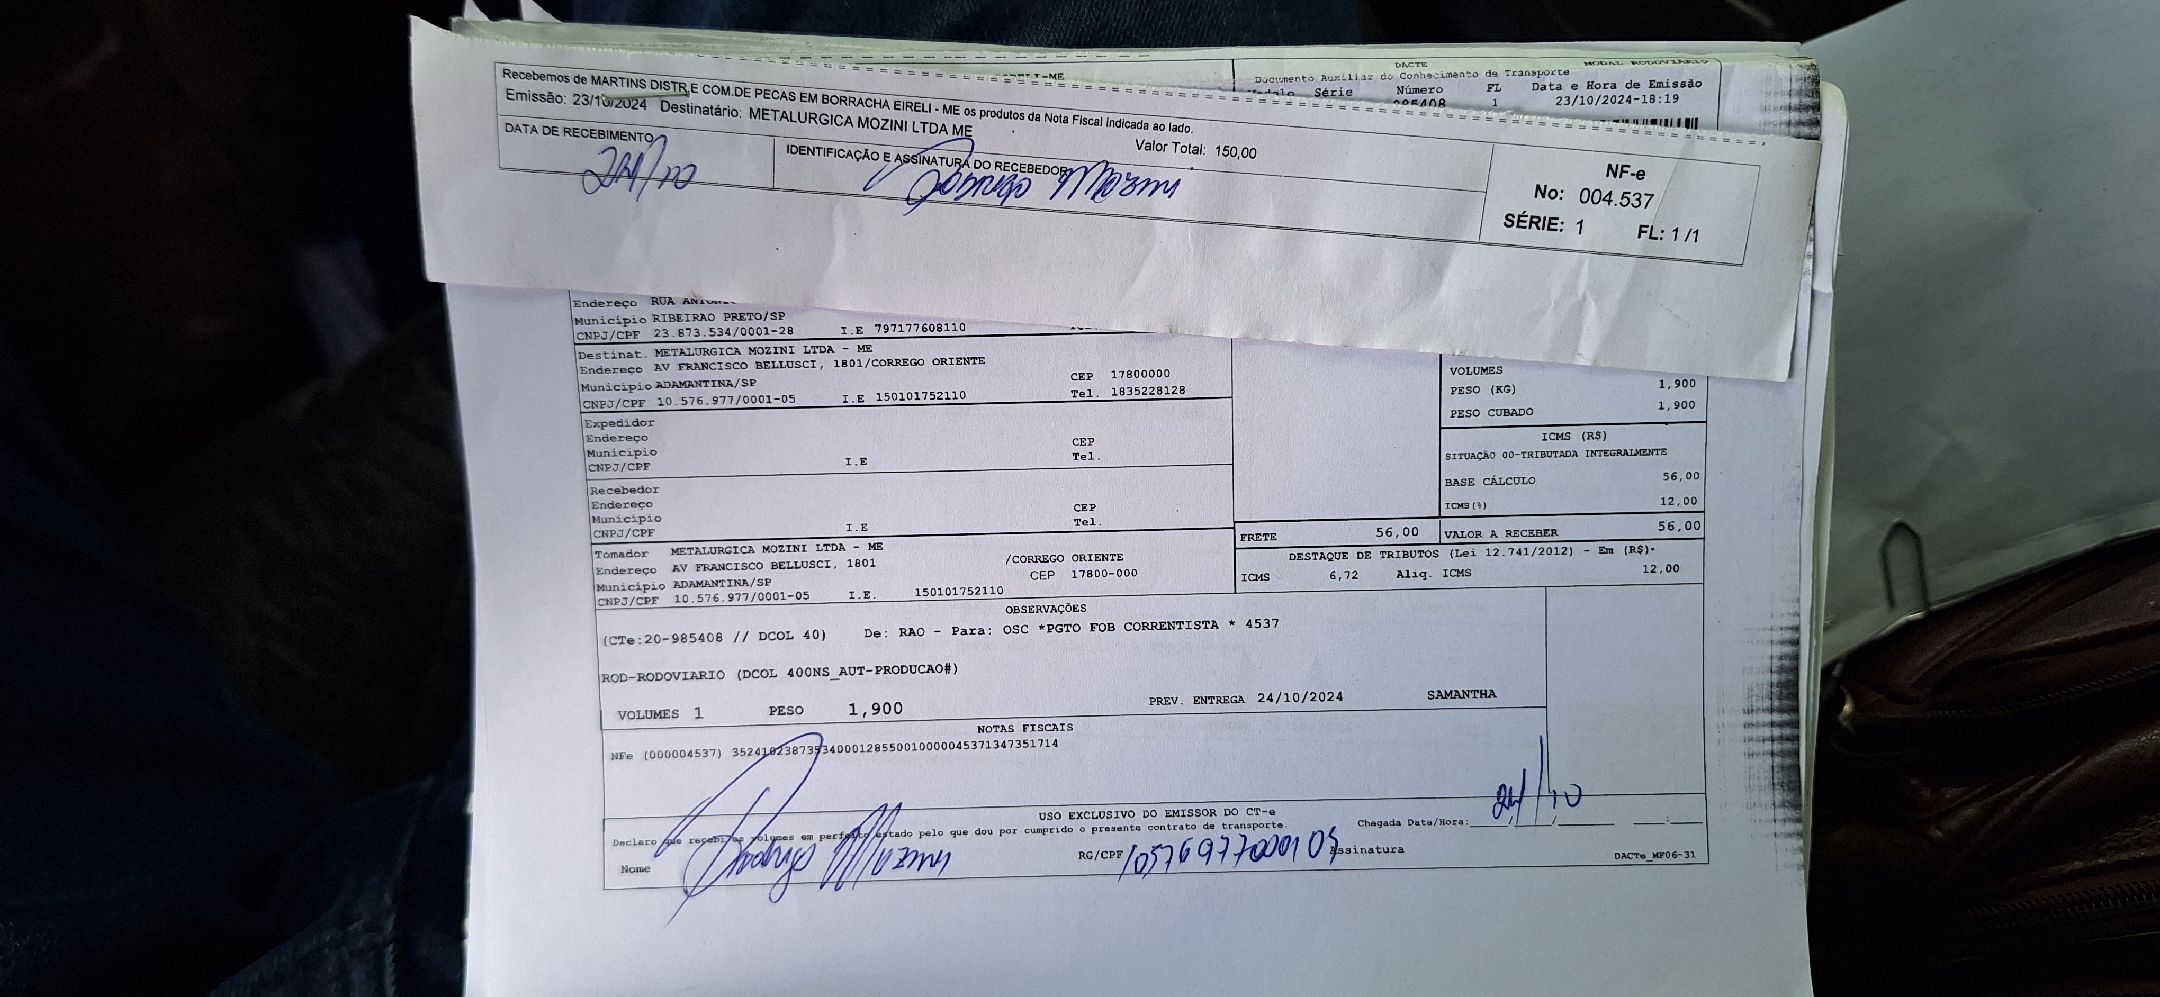 Recebemos de MARTINS DISTR.E COM.DE PECAS EM BORRACHA EIRELI - ME os produtos da Nota Fiscal indicada ao lado.
Emissão: 23/10/2024 Destinatário: METALURGICA MOZINI LTDA ME Valor Total: 150,00
DATA DE RECEBIMENTO
24/10
IDENTIFICAÇÃO E ASSINATURA DO RECEBEDOR
Rodrigo Mozini
NF-e
No: 004.537
SÉRIE: 1 FL: 1 /1
DACTE MODAL RODOVIARIO
Documento Auxiliar do Conhecimento de Transporte
Série Número FL Data e Hora de Emissão
985408 1 23/10/2024-18:19
Endereço RUA
Município RIBEIRAO PRETO/SP
CNPJ/CPF 23.873.534/0001-28 I.E 797177608110
Destinat. METALURGICA MOZINI LTDA - ME
Endereço AV FRANCISCO BELLUSCI, 1801/CORREGO ORIENTE
Município ADAMANTINA/SP CEP 17800000
CNPJ/CPF 10.576.977/0001-05 I.E 150101752110 Tel. 1835228128
Expedidor
Endereço
Município CEP
CNPJ/CPF I.E Tel.
Recebedor
Endereço
Município CEP
CNPJ/CPF I.E Tel.
Tomador METALURGICA MOZINI LTDA - ME
Endereço AV FRANCISCO BELLUSCI, 1801 /CORREGO ORIENTE
Município ADAMANTINA/SP CEP 17800-000
CNPJ/CPF 10.576.977/0001-05 I.E. 150101752110
VOLUMES
PESO (KG) 1,900
PESO CUBADO 1,900
ICMS (R$)
SITUAÇÃO 00-TRIBUTADA INTEGRALMENTE
BASE CÁLCULO 56,00
ICMS(%) 12,00
FRETE 56,00 VALOR A RECEBER 56,00
DESTAQUE DE TRIBUTOS (Lei 12.741/2012) - Em (R$).
ICMS 6,72 Aliq. ICMS 12,00
OBSERVAÇÕES
(CTe:20-985408 // DCOL 40) De: RAO - Para: OSC *PGTO FOB CORRENTISTA * 4537
ROD-RODOVIARIO (DCOL 400NS_AUT-PRODUCAO#)
VOLUMES 1 PESO 1,900 PREV. ENTREGA 24/10/2024 SAMANTHA
NOTAS FISCAIS
NFe (000004537) 35241023873534000128550010000045371347351714
USO EXCLUSIVO DO EMISSOR DO CT-e
Declaro que recebi os volumes em perfeito estado pelo que dou por cumprido o presente contrato de transporte. Chegada Data/Hora: 24/10
Nome Rodrigo Mozini RG/CPF 10576977000105 Assinatura DACTe_MF06-31